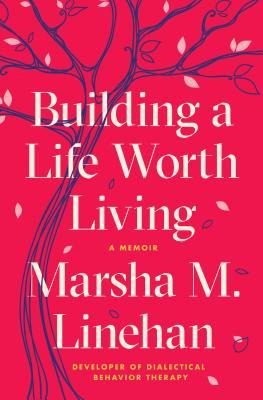 Building a
Life Worth
Living
A MEMOIR
Marsha M.
Linehan
DEVELOPER OF DIALECTICAL
BEHAVIOR THERAPY